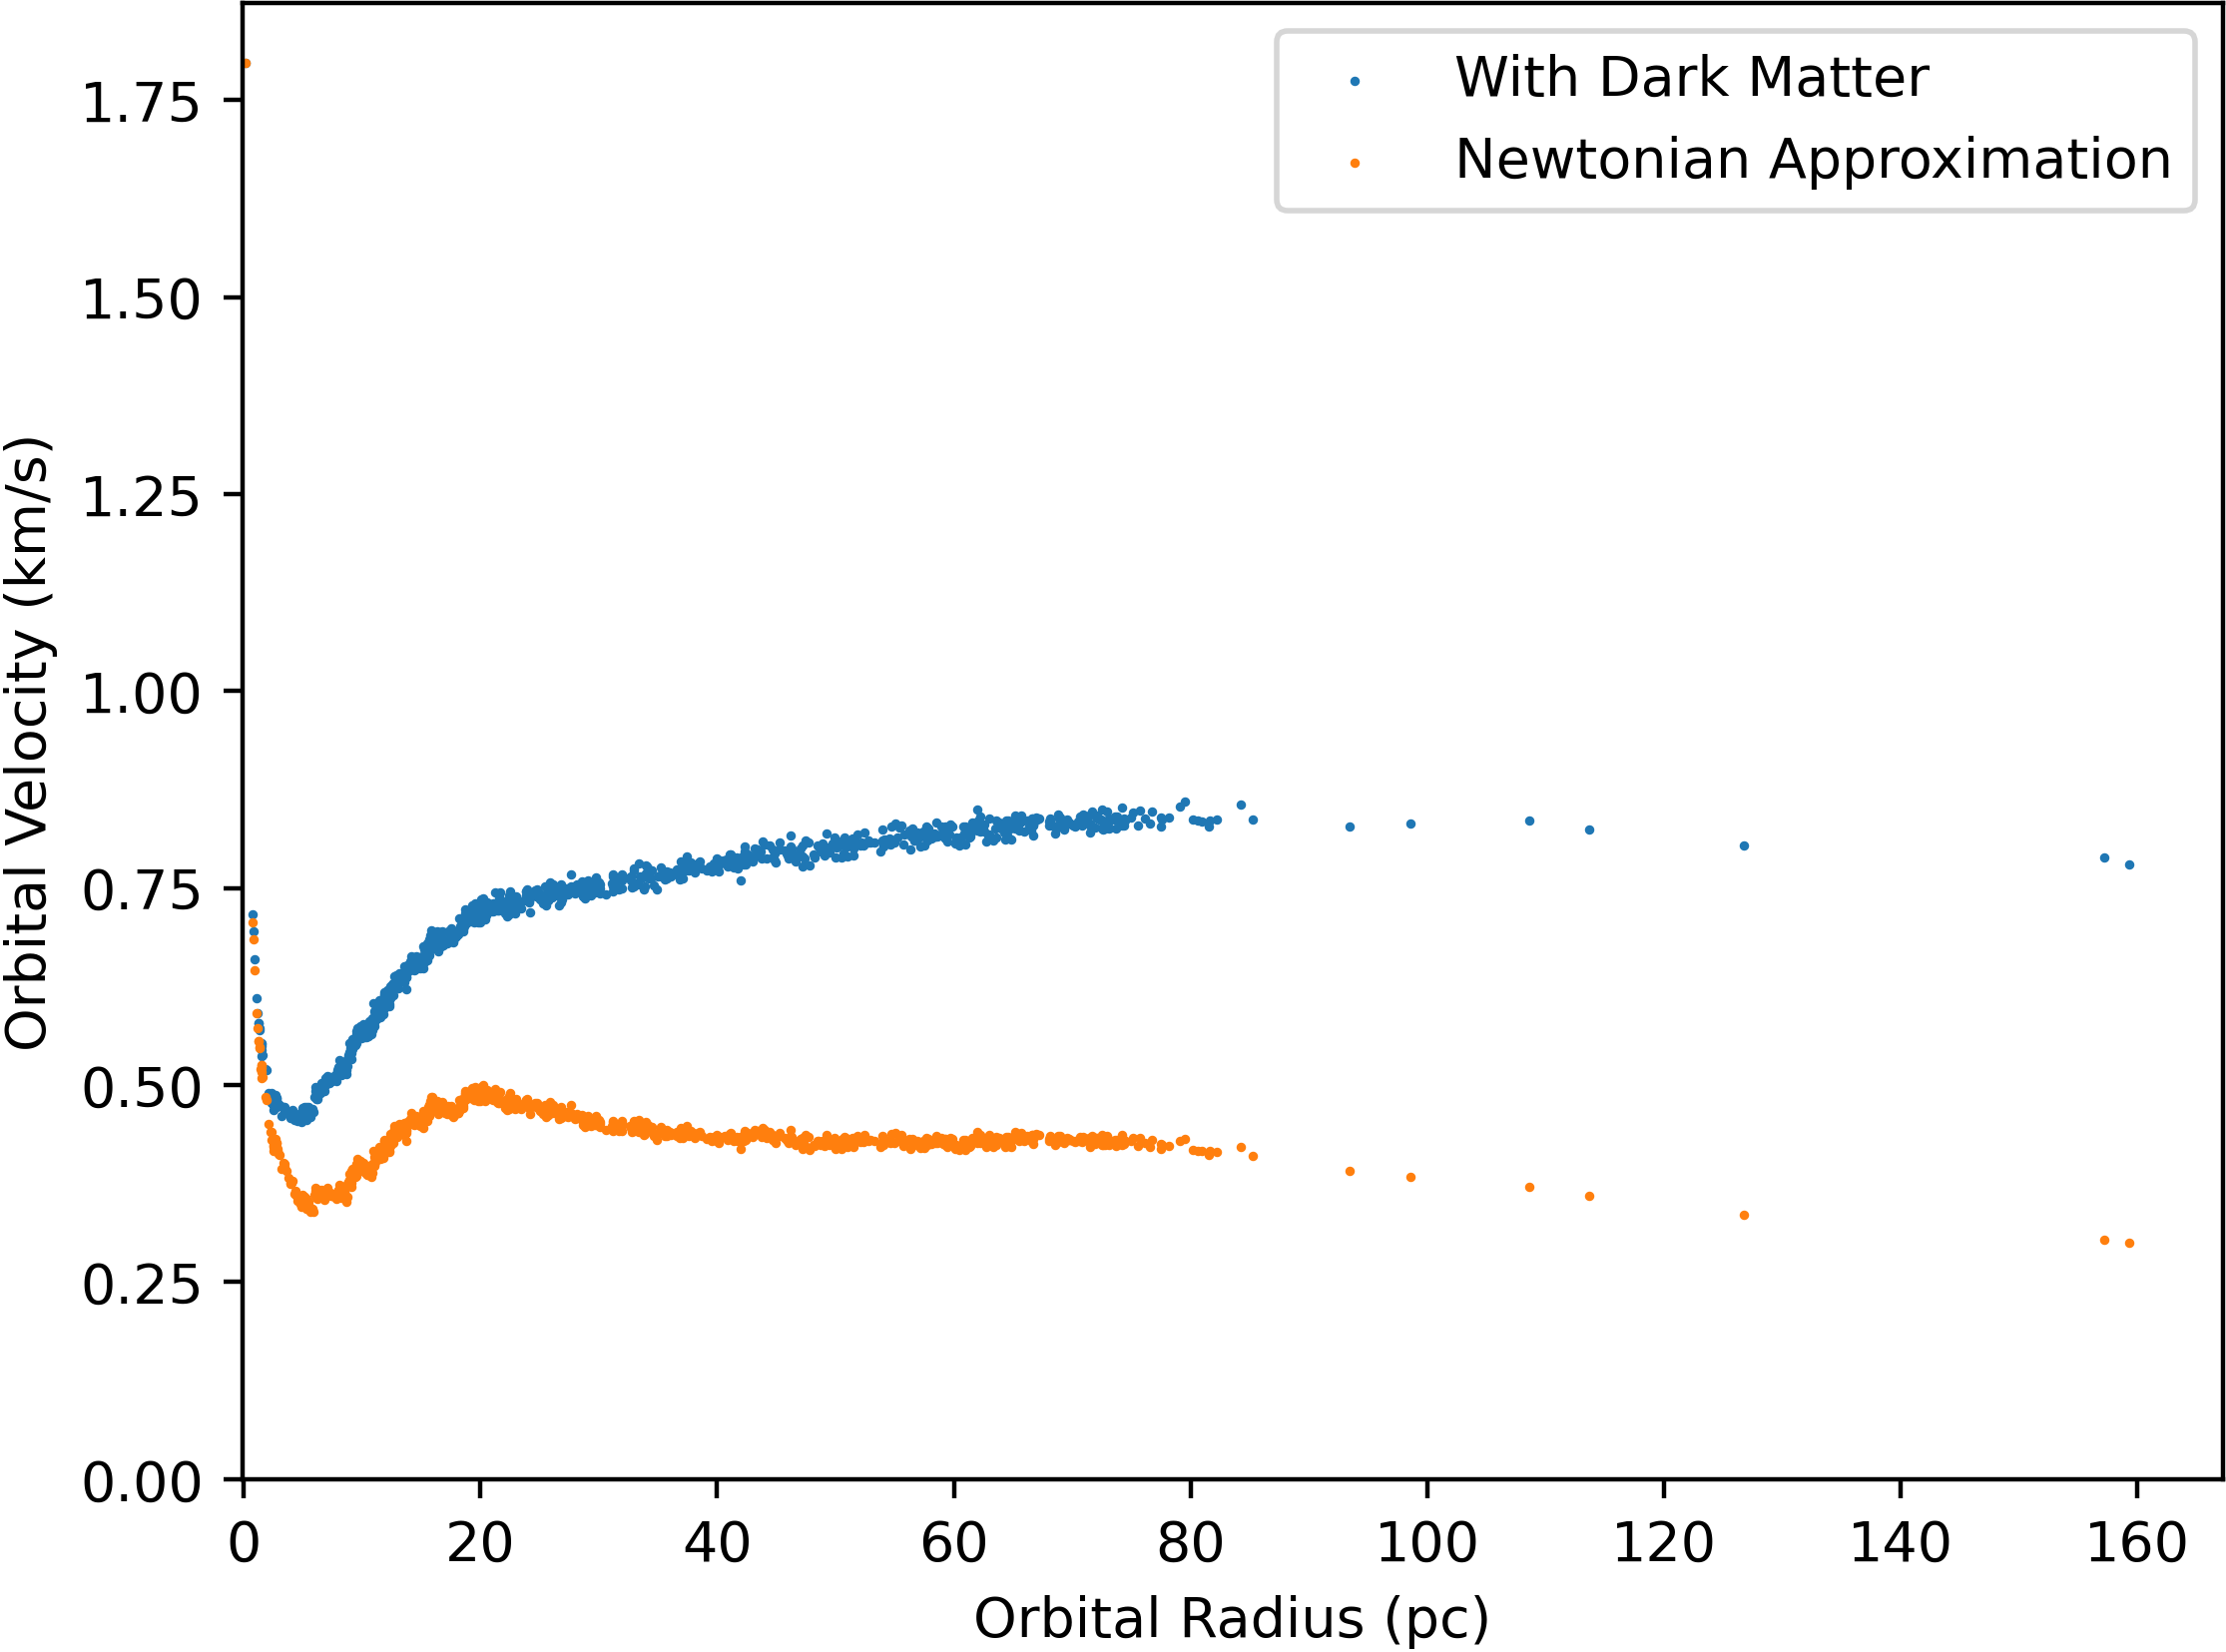 With Dark Matter
Newtonian Approximation
1.75
1.50
1.25
1.00
0.75
0.50
0.25
0.00
Orbital Velocity (km/s)
0 20 40 60 80 100 120 140 160
Orbital Radius (pc)